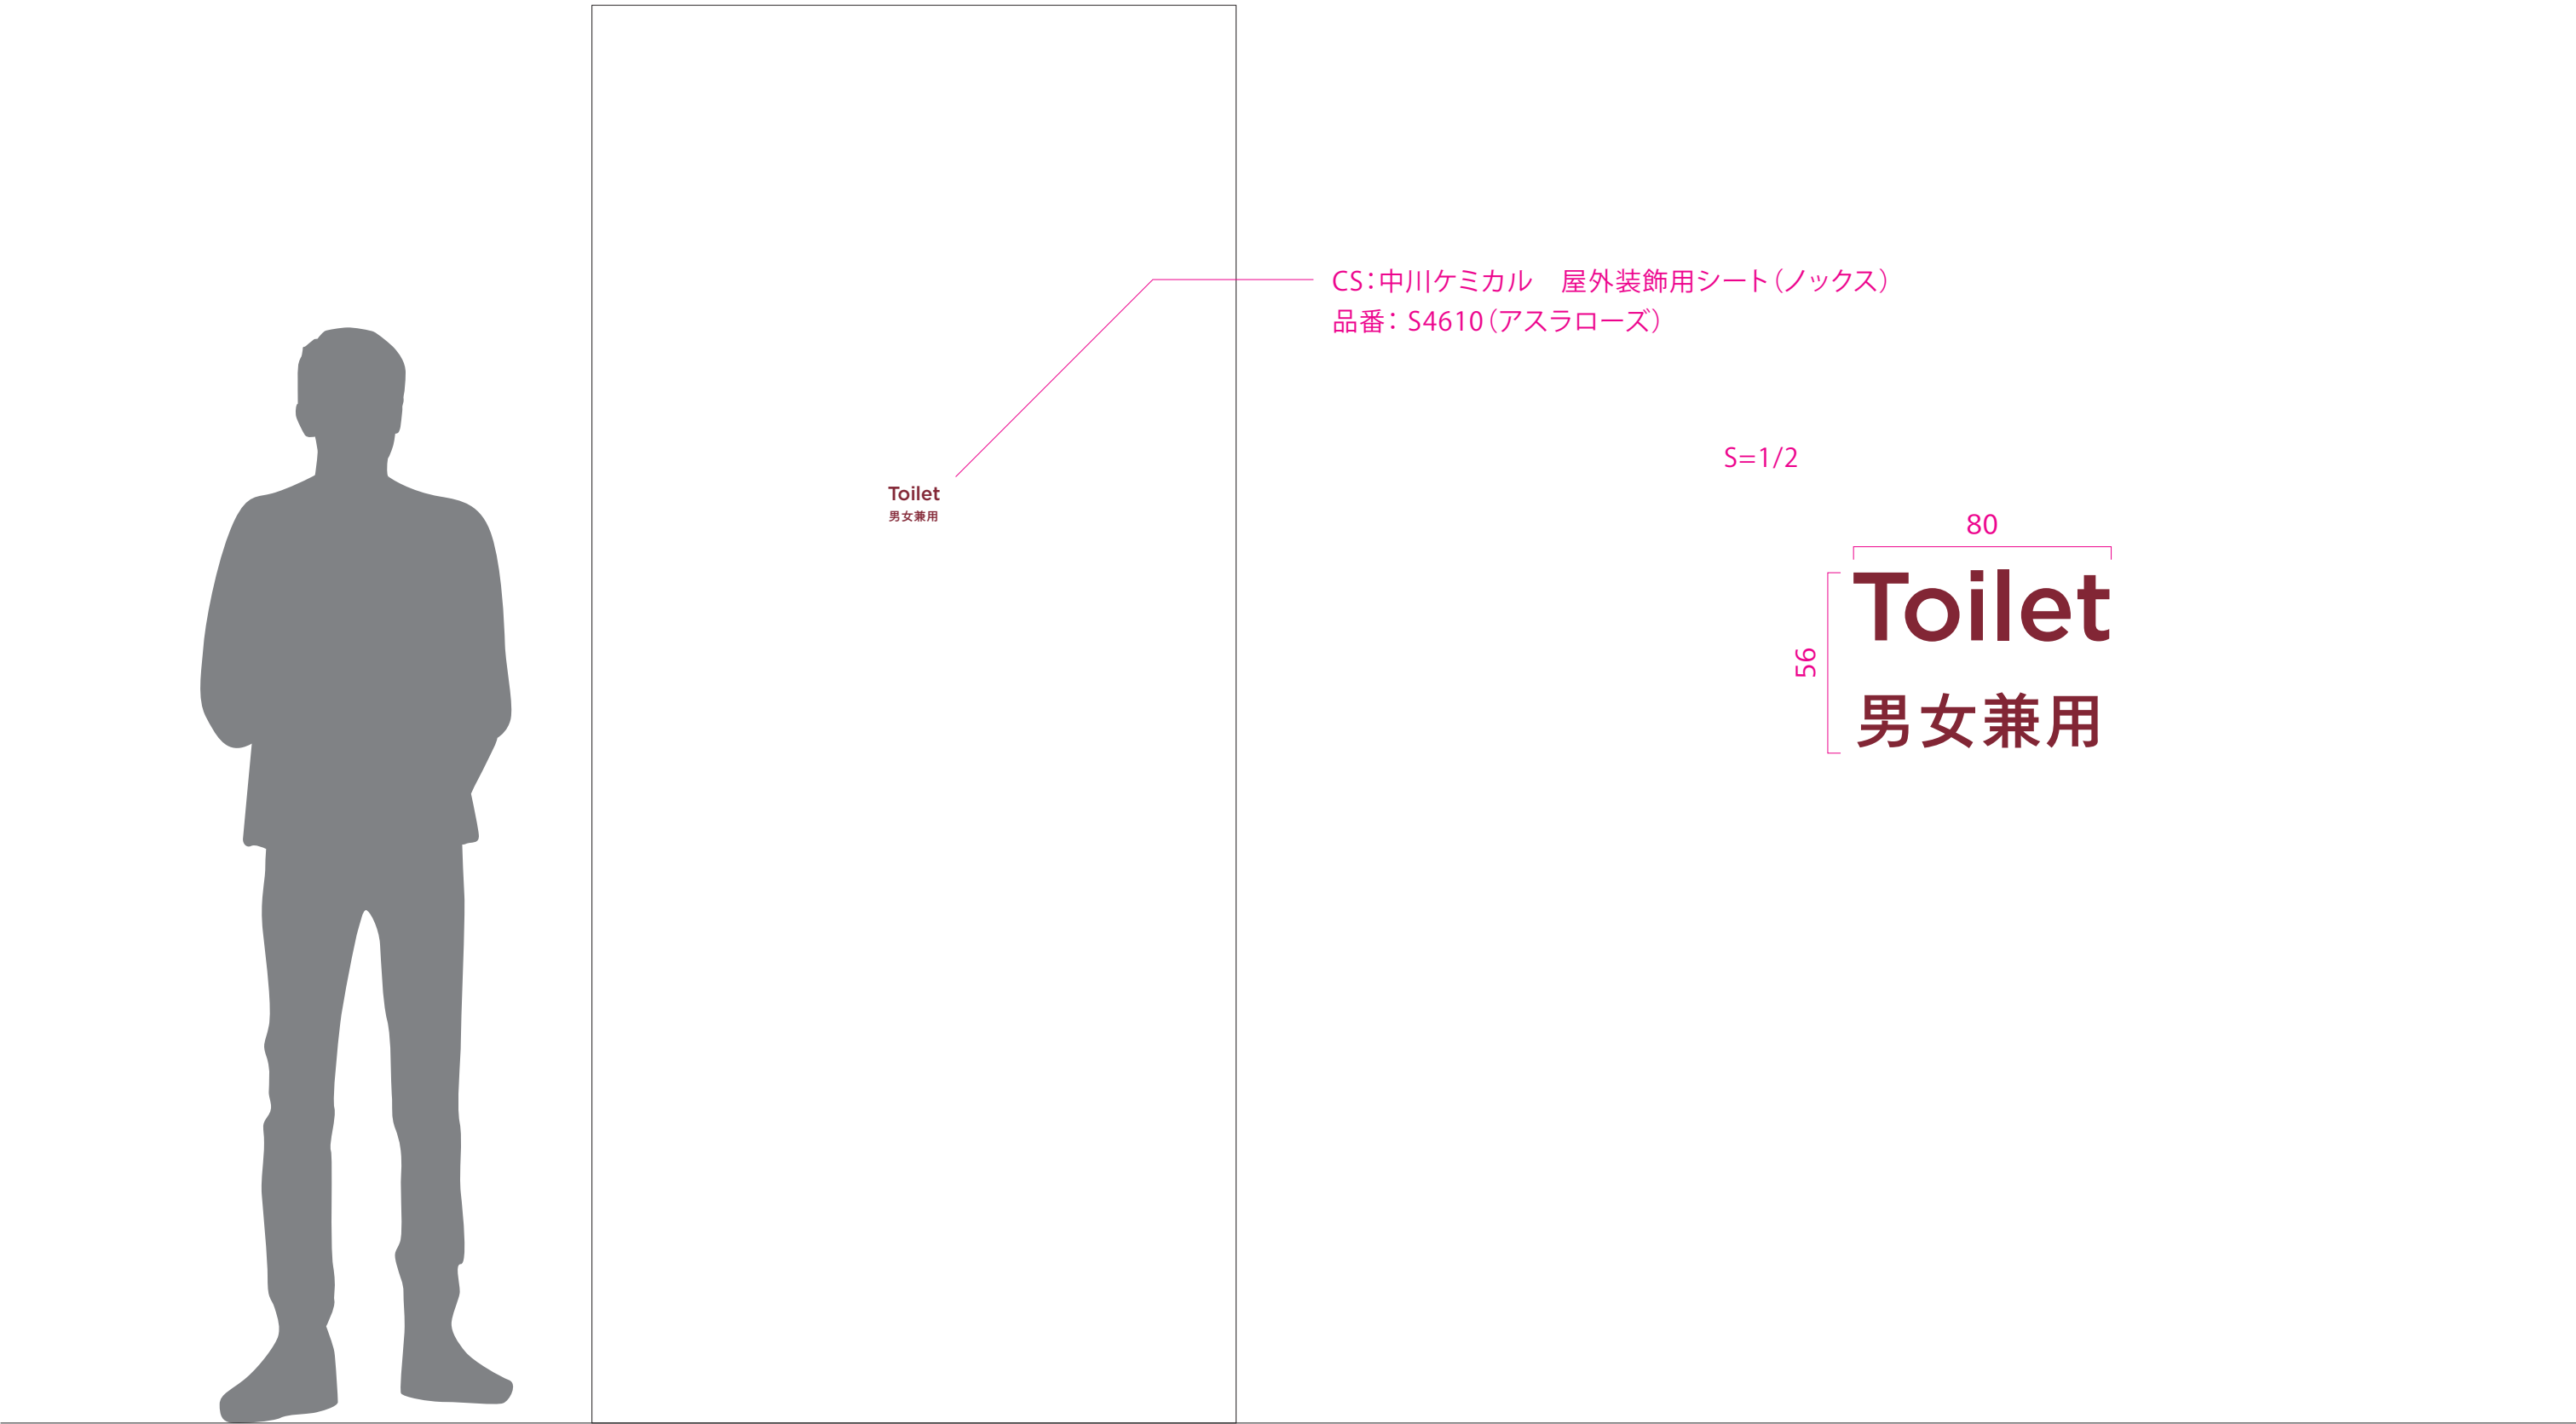 CS：中川ケミカル　屋外装飾用シート（ノックス）
品番： S4610（アスラローズ）
Toilet
男女兼用
S=1/2
80
56
Toilet
男女兼用